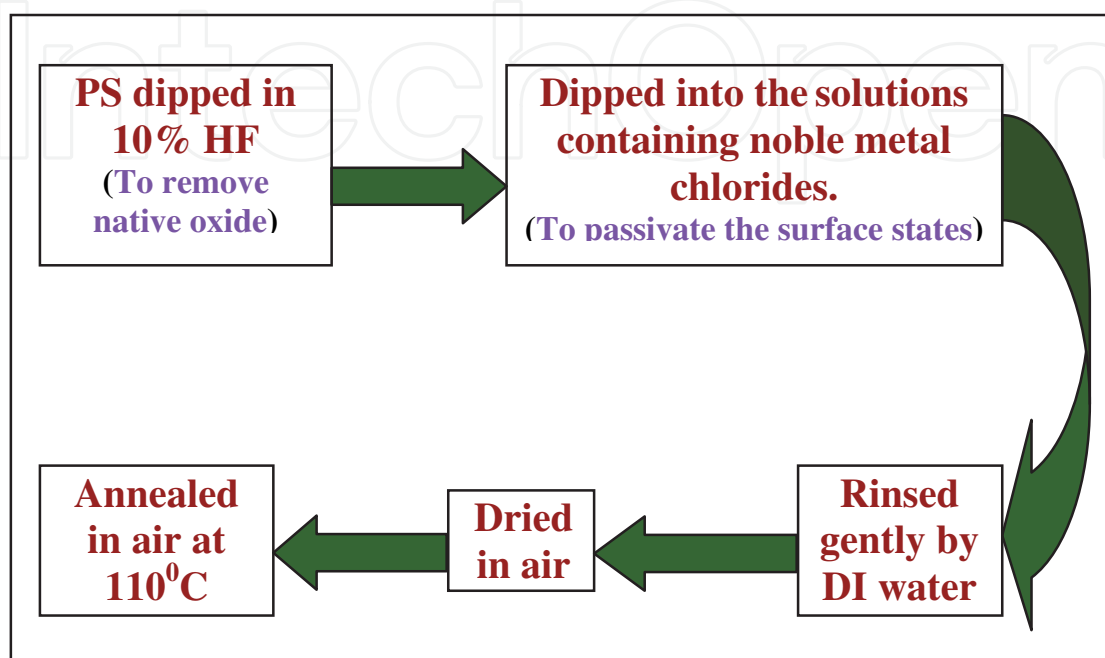 IntechOpen
PS dipped in
10% HF
(To remove
native oxide)
Dipped into the solutions
containing noble metal
chlorides.
(To passivate the surface states)
Rinsed
gently by
DI water
Dried
in air
Annealed
in air at
110⁰C